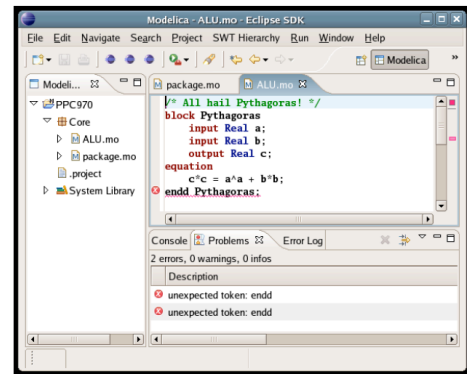 Modelica - ALU.mo - Eclipse SDK
File Edit Navigate Search Project SWT Hierarchy Run Window Help
Modelica »
Modeli...
package.mo
ALU.mo
PPC970
Core
ALU.mo
package.mo
.project
System Library
/* All hail Pythagoras! */
block Pythagoras
input Real a;
input Real b;
output Real c;
equation
c*c = a^a + b*b;
endd Pythagoras;
Console Problems Error Log
2 errors, 0 warnings, 0 infos
Description
unexpected token: endd
unexpected token: endd